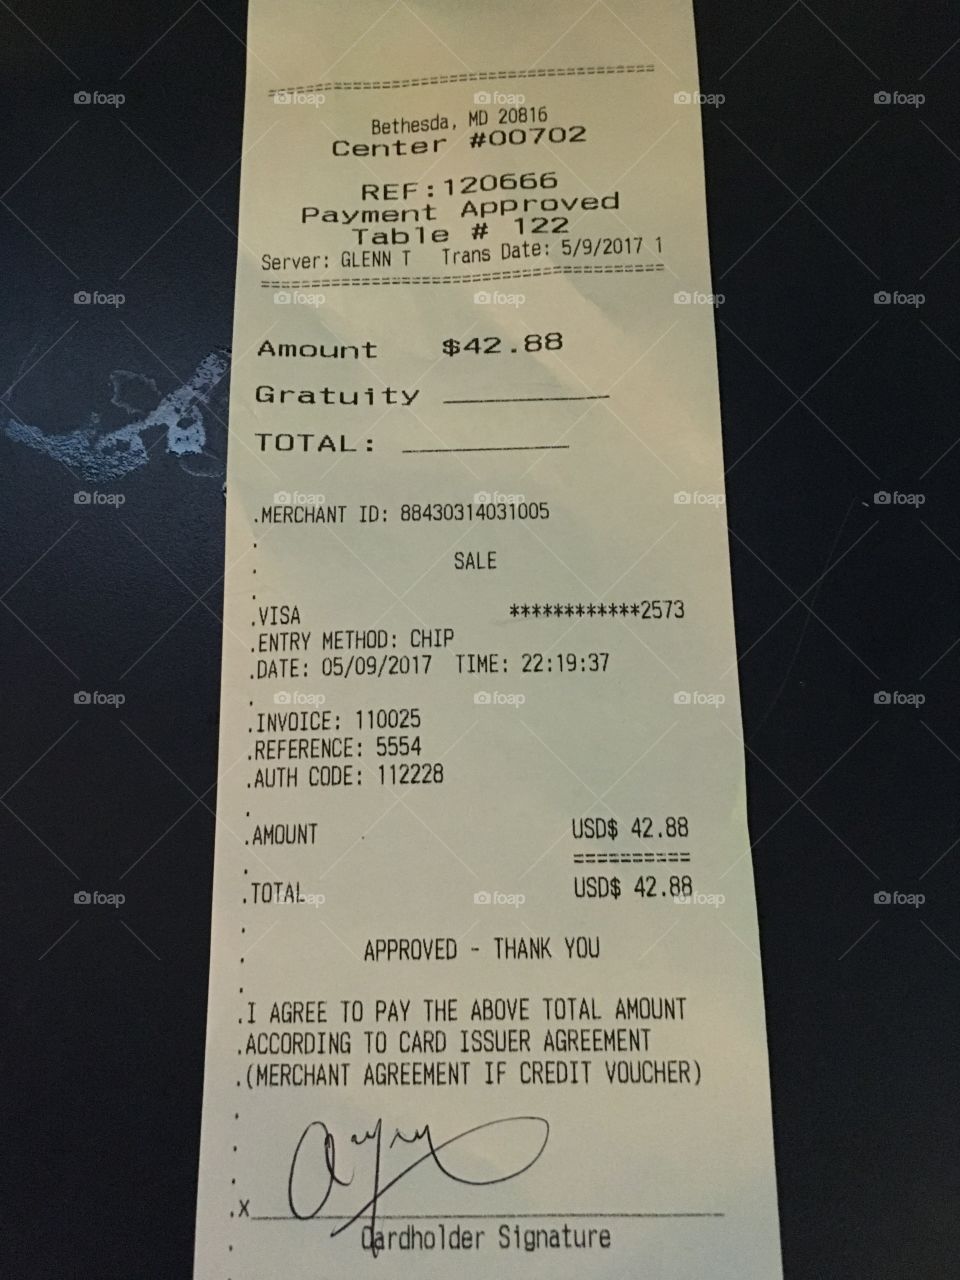 ==========================================
Bethesda, MD 20816
Center #00702
REF:120666
Payment Approved
Table # 122
Server: GLENN T Trans Date: 5/9/2017 1
==========================================
Amount $42.88
Gratuity ____________
TOTAL: ____________
.MERCHANT ID: 88430314031005
.
. SALE
.
.VISA ************2573
.ENTRY METHOD: CHIP
.DATE: 05/09/2017 TIME: 22:19:37
.
.INVOICE: 110025
.REFERENCE: 5554
.AUTH CODE: 112228
.
.AMOUNT USD$ 42.88
==========
.
.TOTAL USD$ 42.88
.
. APPROVED - THANK YOU
.
.I AGREE TO PAY THE ABOVE TOTAL AMOUNT
.ACCORDING TO CARD ISSUER AGREEMENT
.(MERCHANT AGREEMENT IF CREDIT VOUCHER)
.
.
.
.x______________________________
. Cardholder Signature
foap